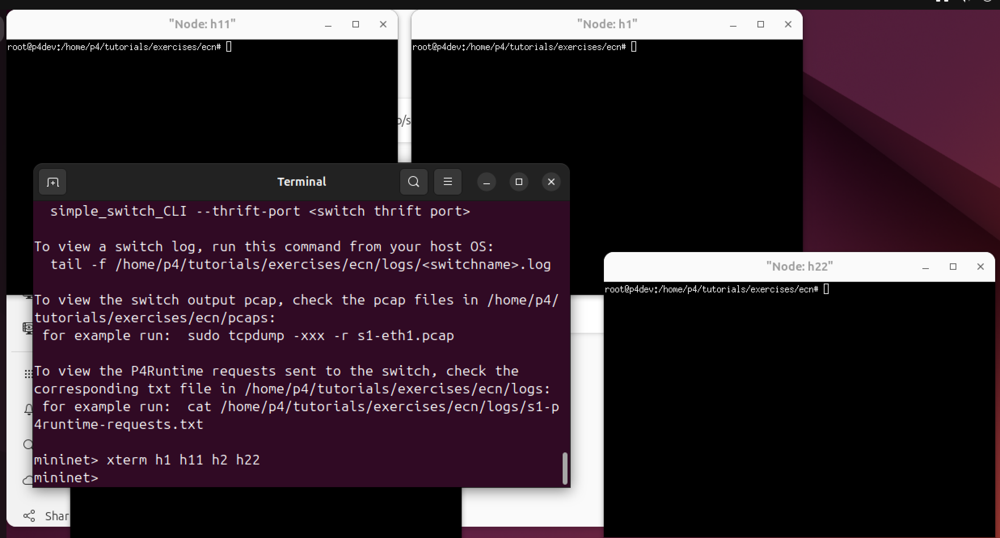 "Node: h11"
root@p4dev:/home/p4/tutorials/exercises/ecn#
"Node: h1"
root@p4dev:/home/p4/tutorials/exercises/ecn#
Terminal
simple_switch_CLI --thrift-port <switch thrift port>
To view a switch log, run this command from your host OS:
tail -f /home/p4/tutorials/exercises/ecn/logs/<switchname>.log
To view the switch output pcap, check the pcap files in /home/p4/
tutorials/exercises/ecn/pcaps:
for example run:  sudo tcpdump -xxx -r s1-eth1.pcap
To view the P4Runtime requests sent to the switch, check the
corresponding txt file in /home/p4/tutorials/exercises/ecn/logs:
for example run:  cat /home/p4/tutorials/exercises/ecn/logs/s1-p
4runtime-requests.txt
mininet> xterm h1 h11 h2 h22
mininet>
"Node: h22"
root@p4dev:/home/p4/tutorials/exercises/ecn#
Shar